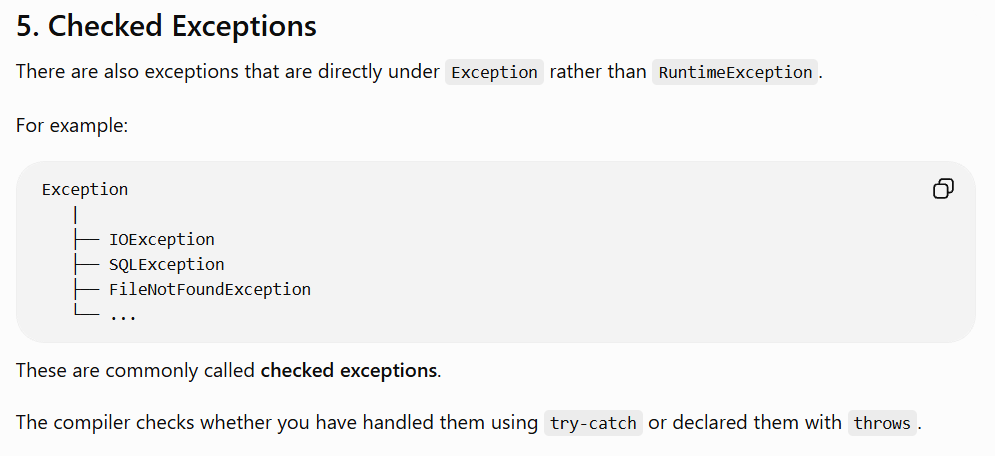 5. Checked Exceptions
There are also exceptions that are directly under Exception rather than RuntimeException.
For example:
Exception
│
├── IOException
├── SQLException
├── FileNotFoundException
└── ...
These are commonly called checked exceptions.
The compiler checks whether you have handled them using try-catch or declared them with throws.